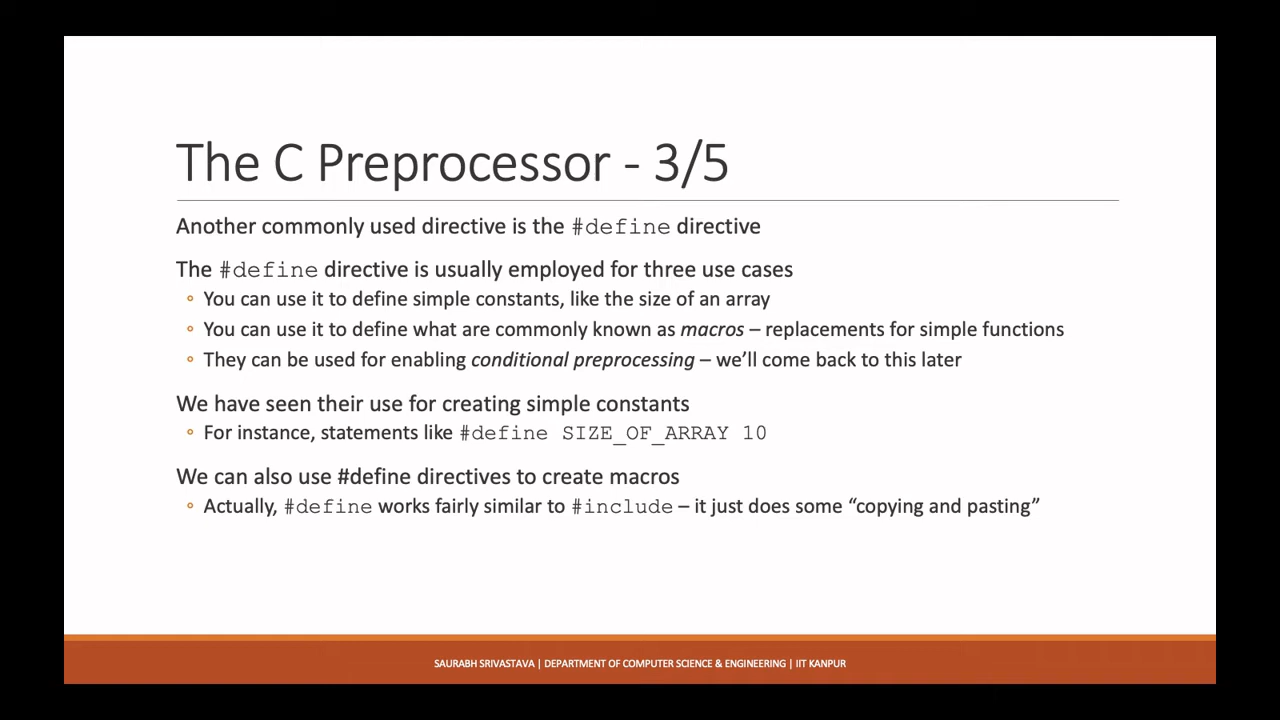 The C Preprocessor - 3/5
Another commonly used directive is the #define directive
The #define directive is usually employed for three use cases
◦ You can use it to define simple constants, like the size of an array
◦ You can use it to define what are commonly known as macros – replacements for simple functions
◦ They can be used for enabling conditional preprocessing – we’ll come back to this later
We have seen their use for creating simple constants
◦ For instance, statements like #define SIZE_OF_ARRAY 10
We can also use #define directives to create macros
◦ Actually, #define works fairly similar to #include – it just does some “copying and pasting”
SAURABH SRIVASTAVA | DEPARTMENT OF COMPUTER SCIENCE & ENGINEERING | IIT KANPUR